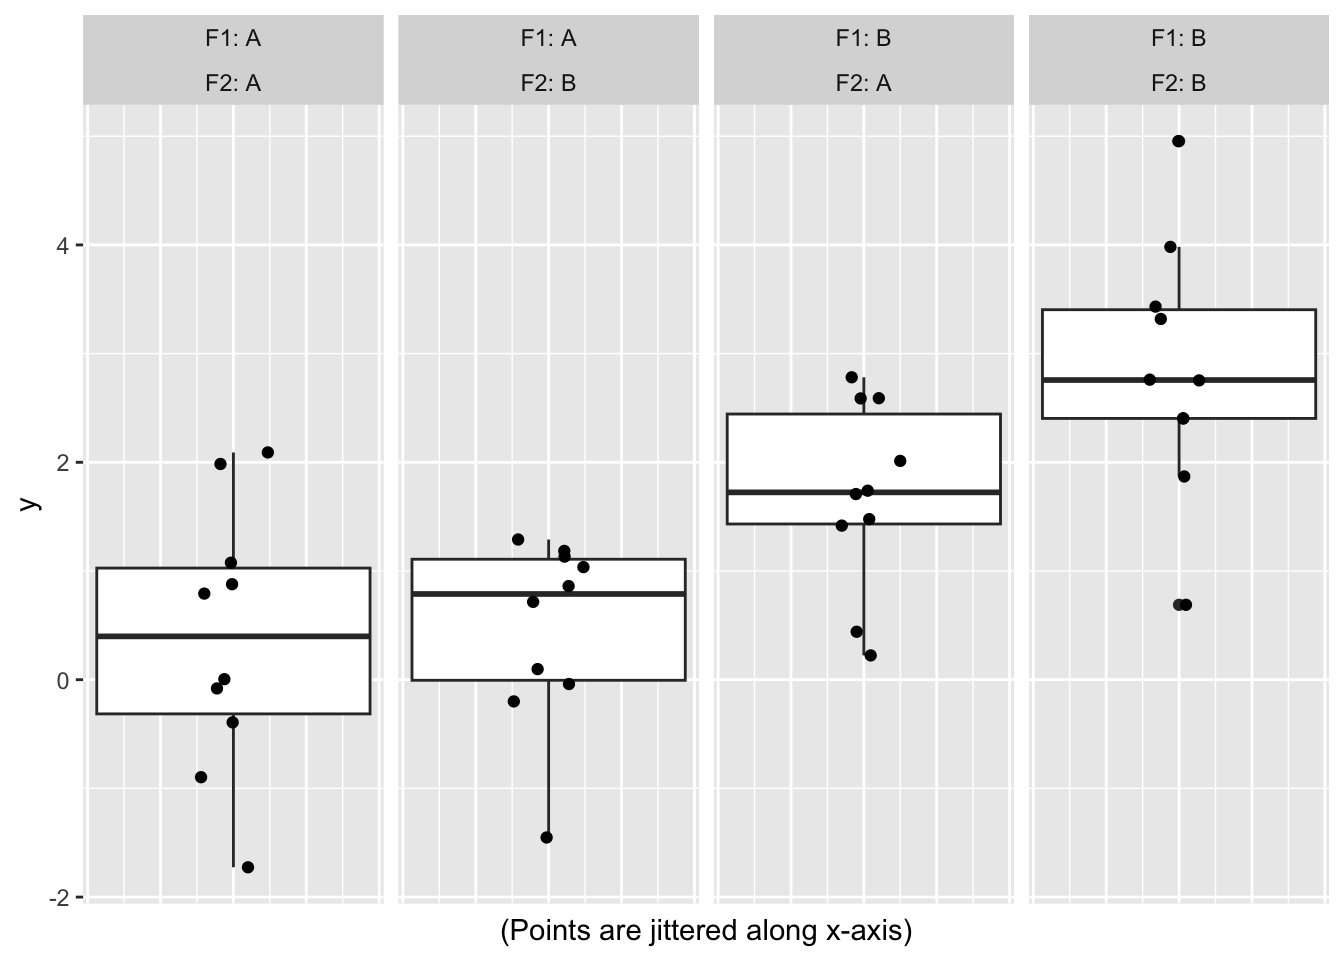 F1: A
F2: A
F1: A
F2: B
F1: B
F2: A
F1: B
F2: B
4
2
0
-2
y
(Points are jittered along x-axis)